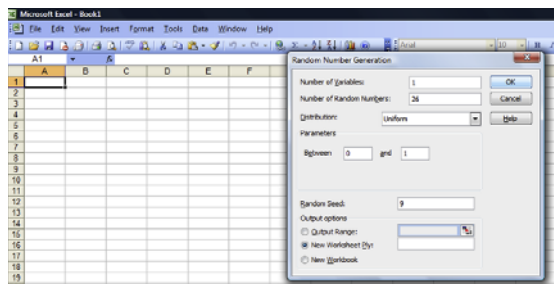 Microsoft Excel - Book1
File Edit View Insert Format Tools Data Window Help
Arial 10 B
A1 fx
A B C D E F
1
2
3
4
5
6
7
8
9
10
11
12
13
14
15
16
17
18
19
Random Number Generation
Number of Variables: 1 OK
Number of Random Numbers: 26 Cancel
Distribution: Uniform Help
Parameters
Between 0 and 1
Random Seed: 9
Output options
Output Range:
New Worksheet Ply:
New Workbook